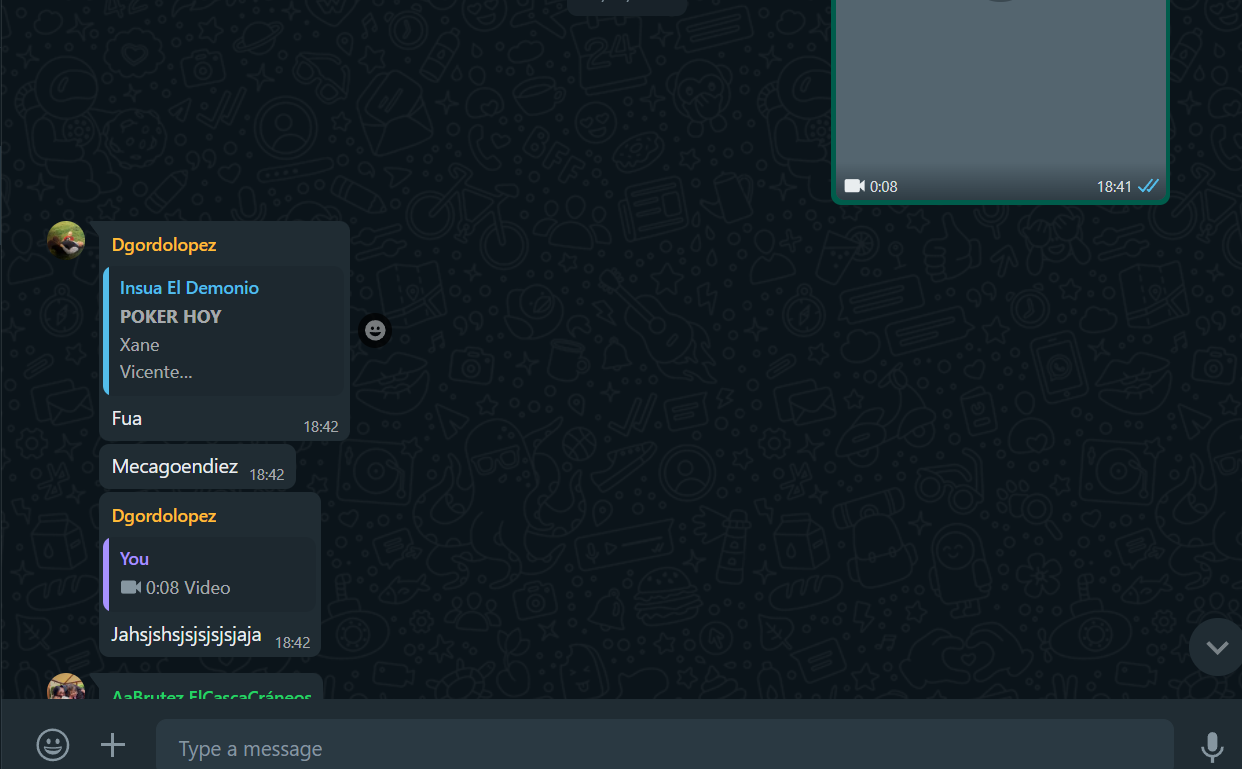 0:08
18:41
Dgordolopez
Insua El Demonio
POKER HOY
Xane
Vicente...
Fua
18:42
Mecagoendiez
18:42
Dgordolopez
You
0:08 Video
Jahsjshsjsjsjsjsjaja
18:42
AaBrutez ElCascaCráneos
Type a message